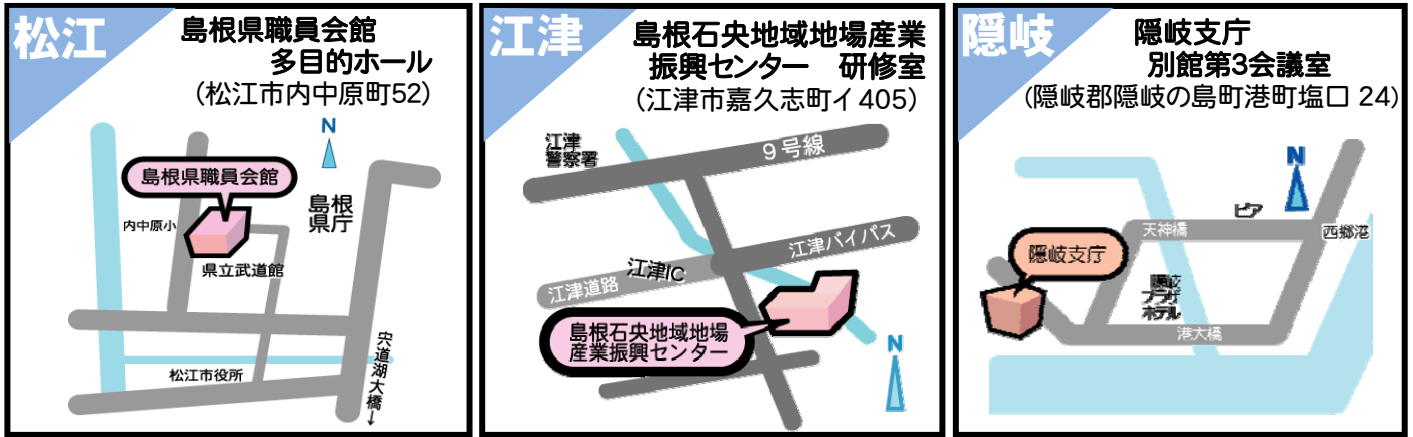 松江
島根県職員会館
多目的ホール
(松江市内中原町52)
N
島根県職員会館
島根
県庁
内中原小
県立武道館
松江市役所
宍道湖大橋↓
江津
島根石央地域地場産業
振興センター 研修室
(江津市嘉久志町イ405)
江津
警察署
9号線
江津バイパス
江津IC
江津道路
島根石央地域地場
産業振興センター
N
隠岐
隠岐支庁
別館第3会議室
(隠岐郡隠岐の島町港町塩口 24)
N
ピア
天神橋
西郷港
隠岐支庁
隠岐
プラザ
ホテル
港大橋